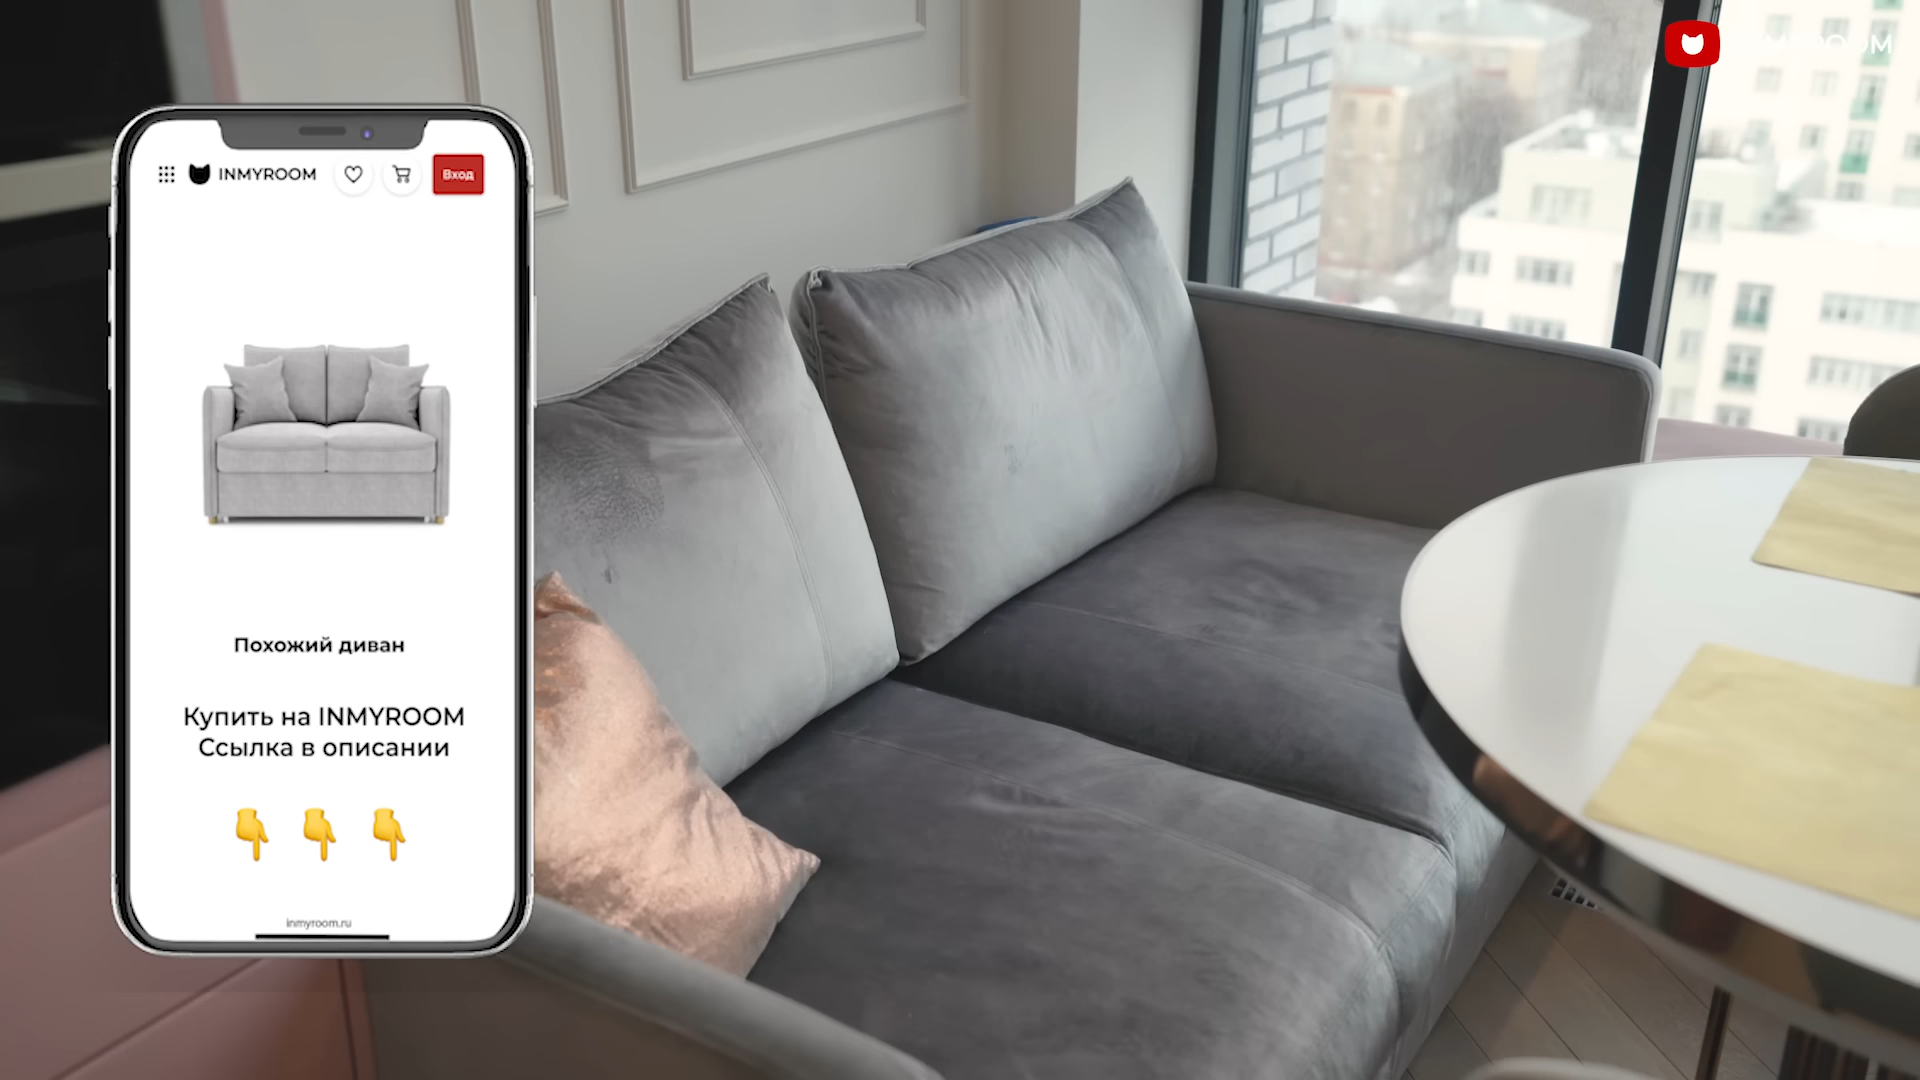 INMYROOM
Вход
Похожий диван
Купить на INMYROOM
Ссылка в описании
inmyroom.ru